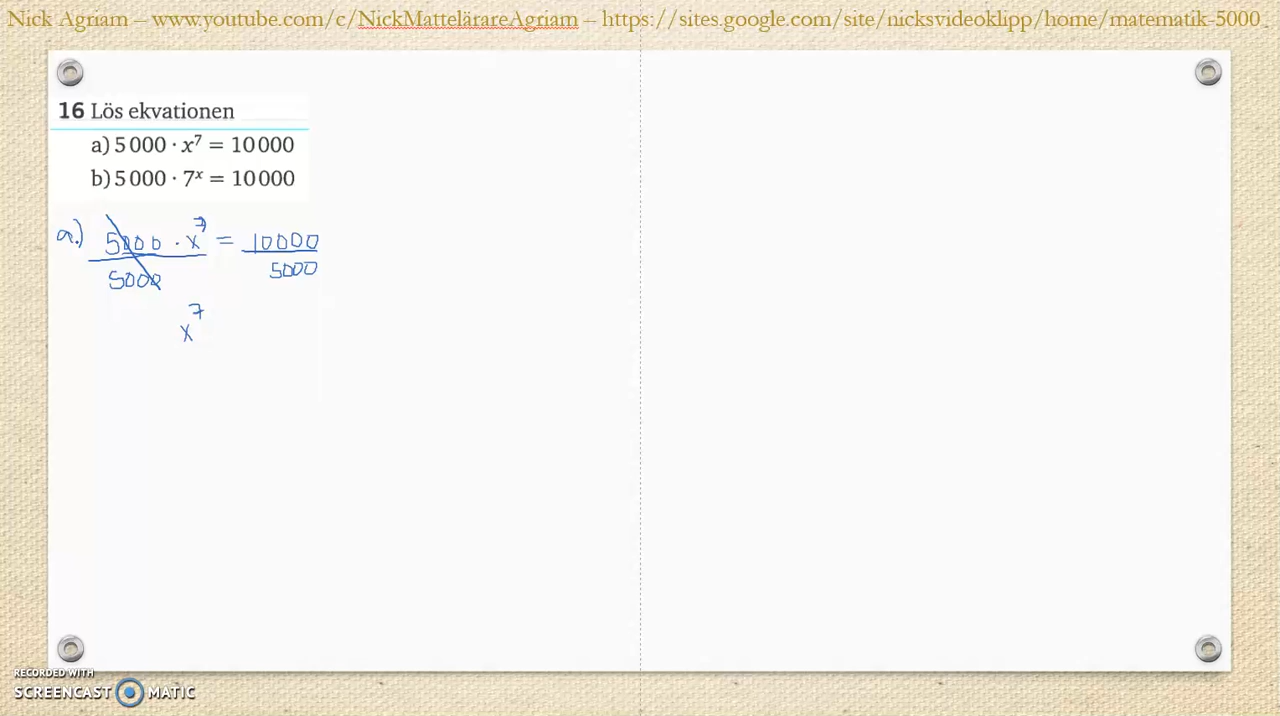 Nick Agriam – www.youtube.com/c/NickMattelärareAgriam – https://sites.google.com/site/nicksvideoklipp/home/matematik-5000
16 Lös ekvationen
a) 5 000 · x⁷ = 10 000
b) 5 000 · 7ˣ = 10 000
a.) 5000 · x⁷ = 10000
5000 5000
x⁷
RECORDED WITH
SCREENCAST MATIC